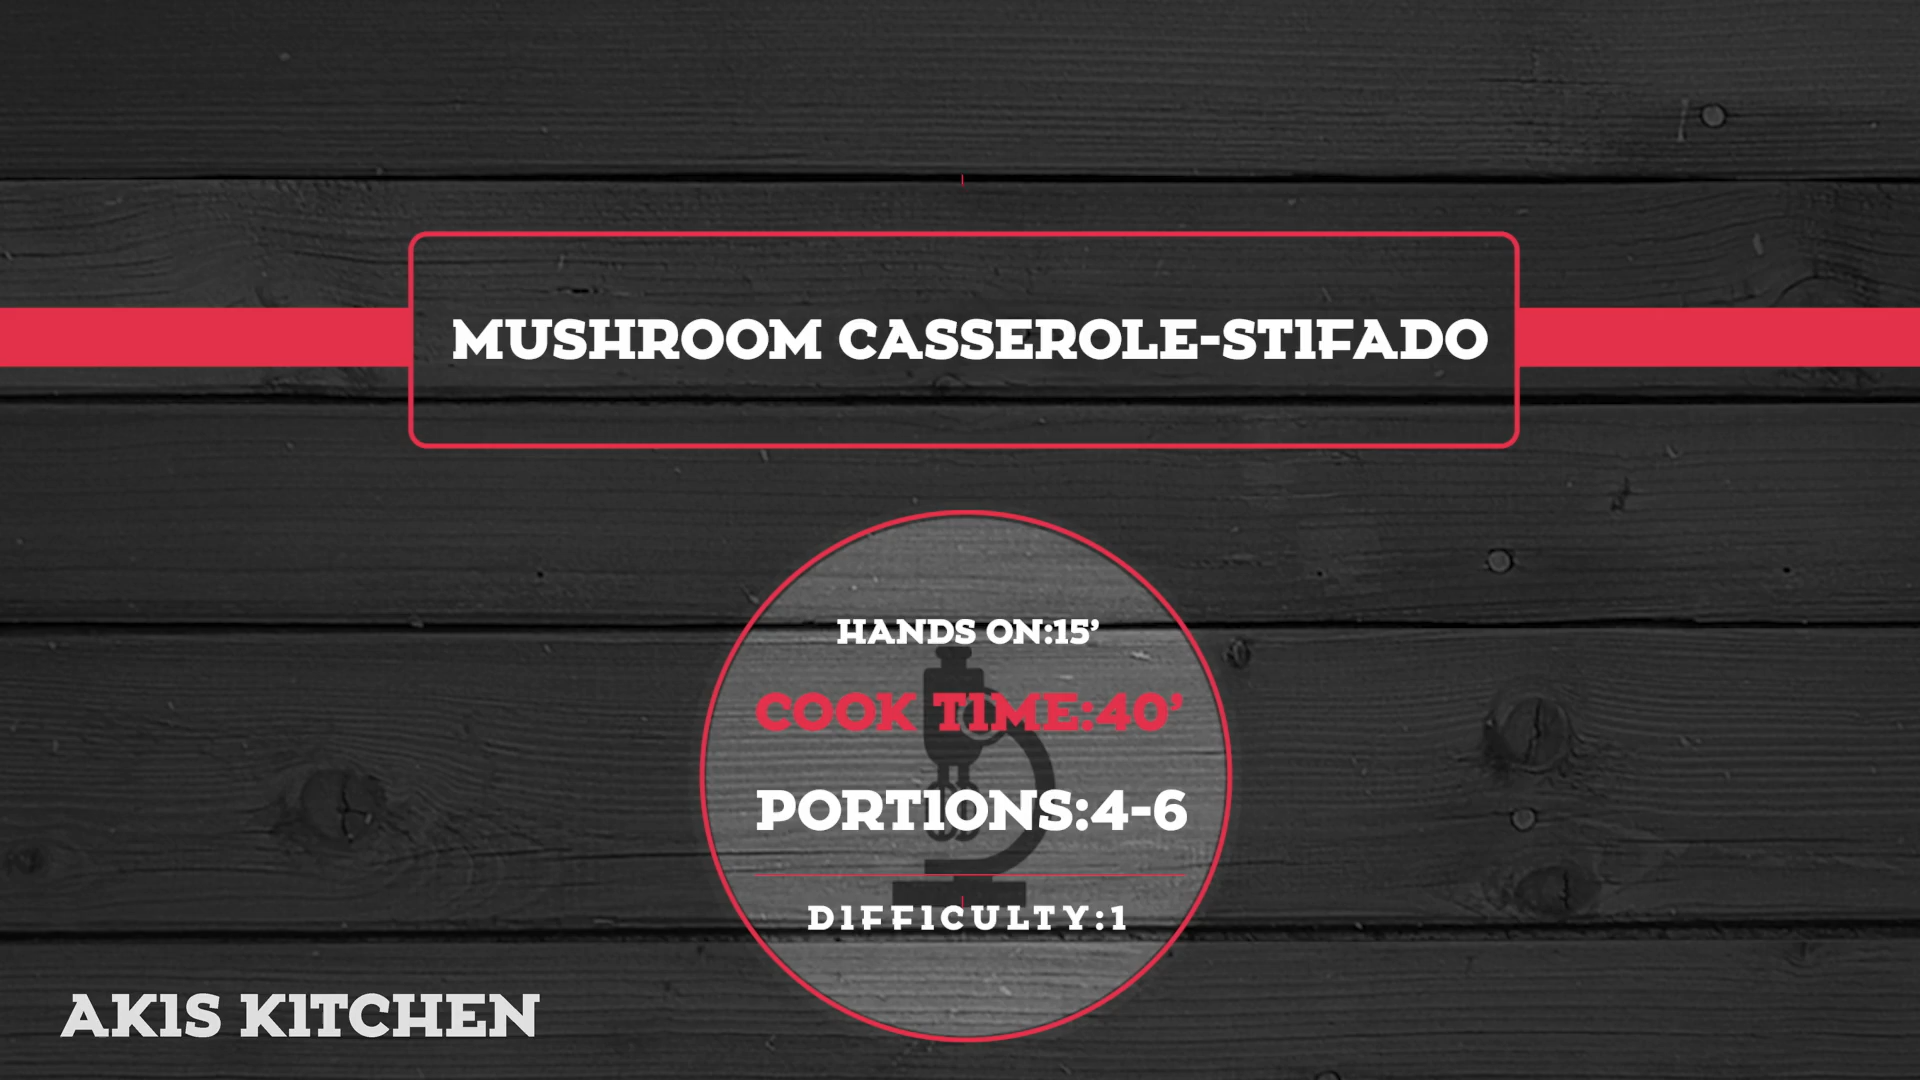 MUSHROOM CASSEROLE-STIFADO
HANDS ON:15’
COOK TIME:40’
PORTIONS:4-6
DIFFICULTY:1
AKIS KITCHEN